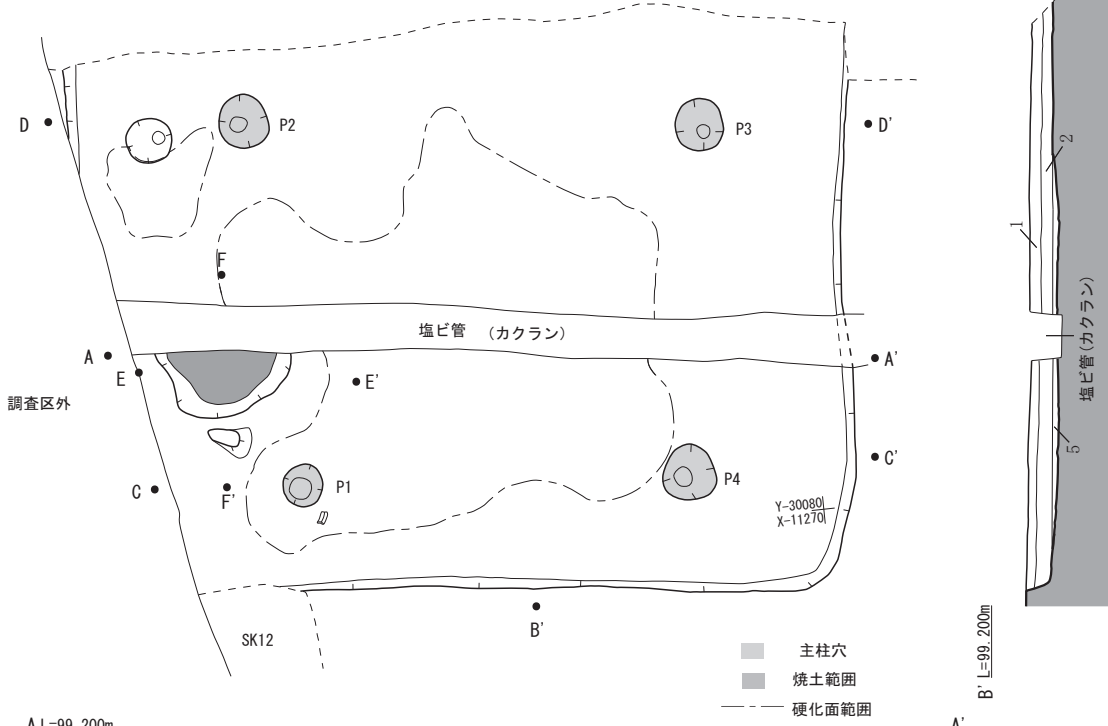 D
P2
P3
D'
2
1
F
塩ビ管 (カクラン)
塩ビ管(カクラン)
A
E
E'
A'
調査区外
5
C
F'
P1
P4
C'
Y-30080
X-11270
B'
SK12
主柱穴
焼土範囲
硬化面範囲
B' L=99.200m
A L=99.200m
A'